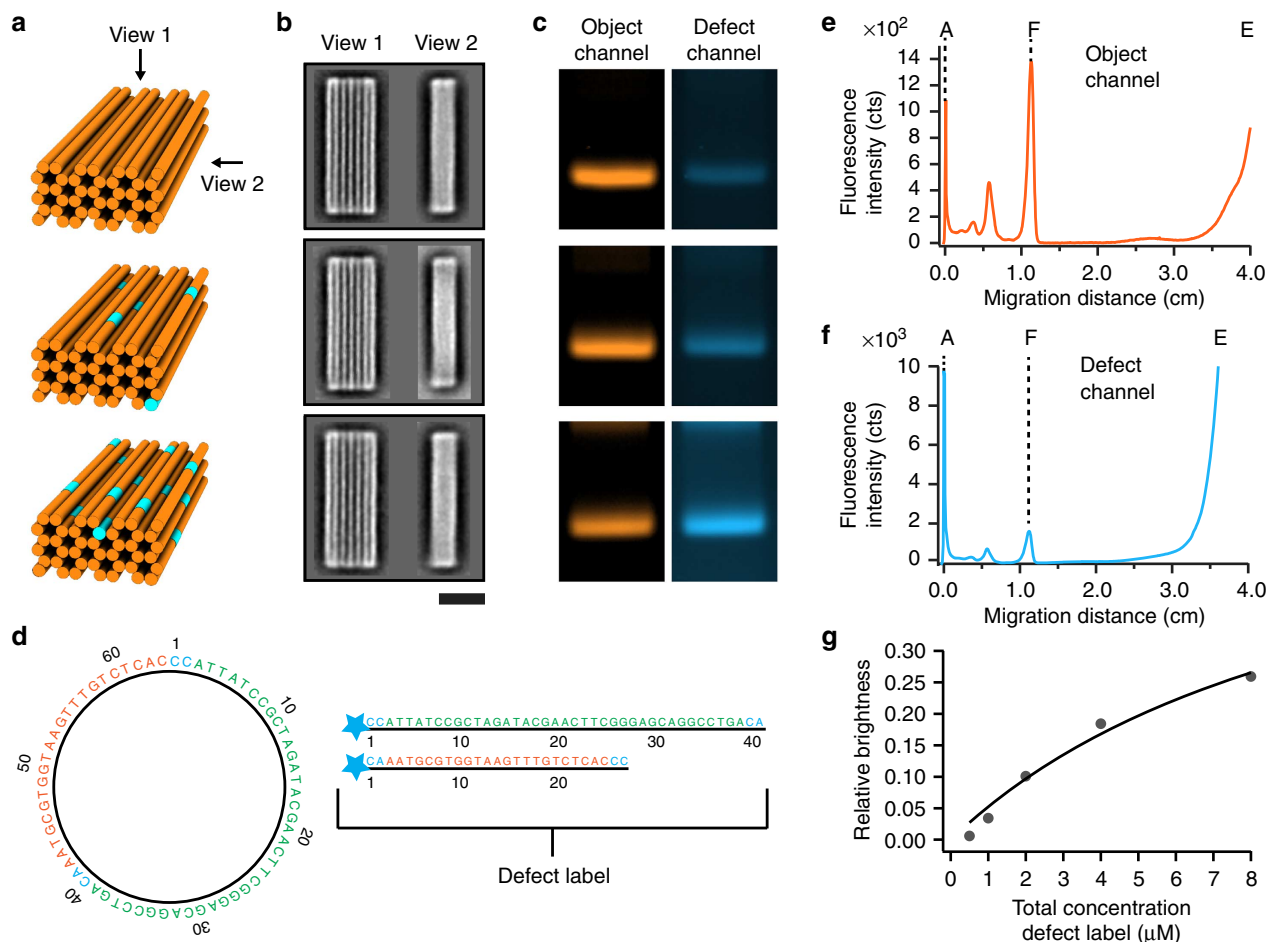 a
View 1
View 2
b
View 1 View 2
c
Object channel
Defect channel
d
1
10
20
30
40
50
60
CCATTATCCGCTAGATACGAACTTCGGGAGCAGGCCTGACAAATGCGTGGTAAGTTTGTCTCAC
CCATTATCCGCTAGATACGAACTTCGGGAGCAGGCCTGACA
1 10 20 30 40
CAAATGCGTGGTAAGTTTGTCTCACCC
1 10 20
Defect label
e
×10²
A F E
Object
channel
Fluorescence
intensity (cts)
14
12
10
8
6
4
2
0
0.0 1.0 2.0 3.0 4.0
Migration distance (cm)
f
×10³
A F E
Defect
channel
Fluorescence
intensity (cts)
10
8
6
4
2
0
0.0 1.0 2.0 3.0 4.0
Migration distance (cm)
g
Relative brightness
0.30
0.25
0.20
0.15
0.10
0.05
0.00
0 1 2 3 4 5 6 7 8
Total concentration
defect label (μM)